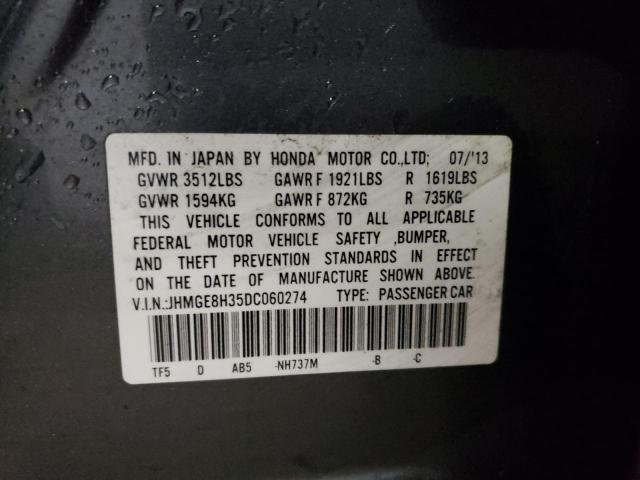 MFD. IN JAPAN BY HONDA MOTOR CO.,LTD; 07/'13
GVWR 3512LBS GAWR F 1921LBS R 1619LBS
GVWR 1594KG GAWR F 872KG R 735KG
THIS VEHICLE CONFORMS TO ALL APPLICABLE
FEDERAL MOTOR VEHICLE SAFETY ,BUMPER,
AND THEFT PREVENTION STANDARDS IN EFFECT
ON THE DATE OF MANUFACTURE SHOWN ABOVE.
V.I.N.:JHMGE8H35DC060274 TYPE: PASSENGER CAR
TF5 D AB5 -NH737M -B -C